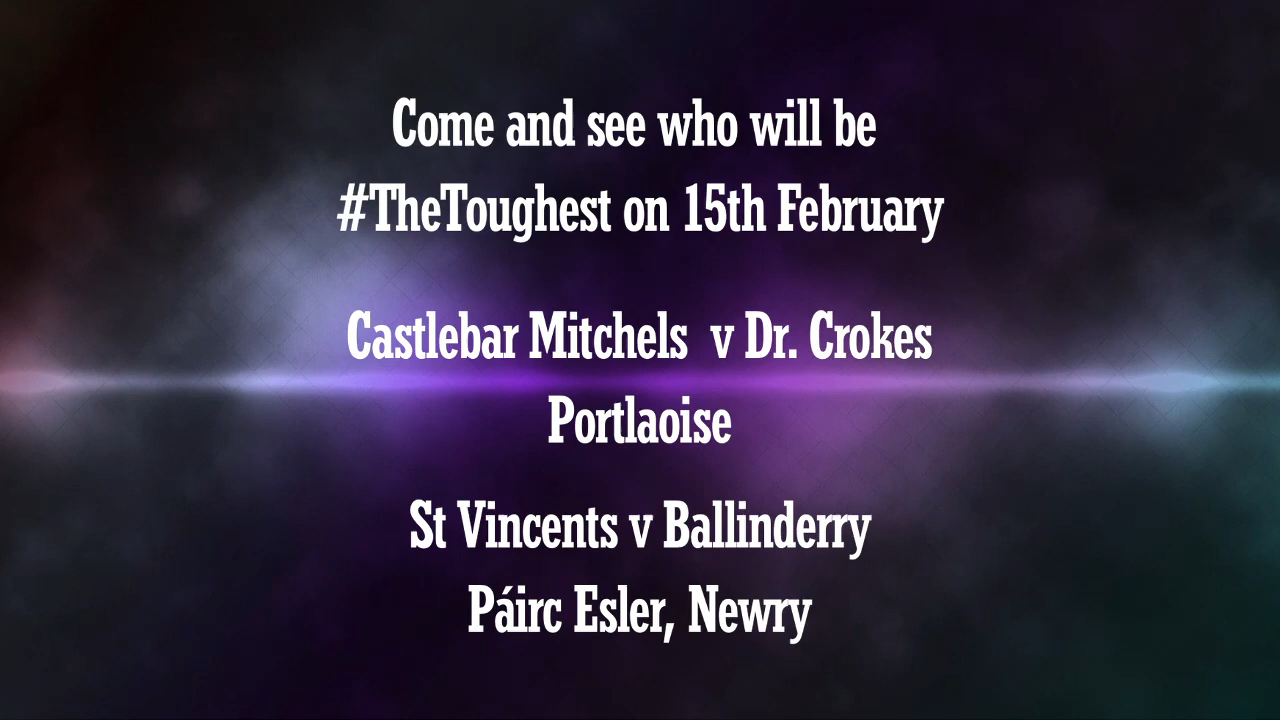 Come and see who will be
#TheToughest on 15th February
Castlebar Mitchels  v Dr. Crokes
Portlaoise
St Vincents v Ballinderry
Páirc Esler, Newry